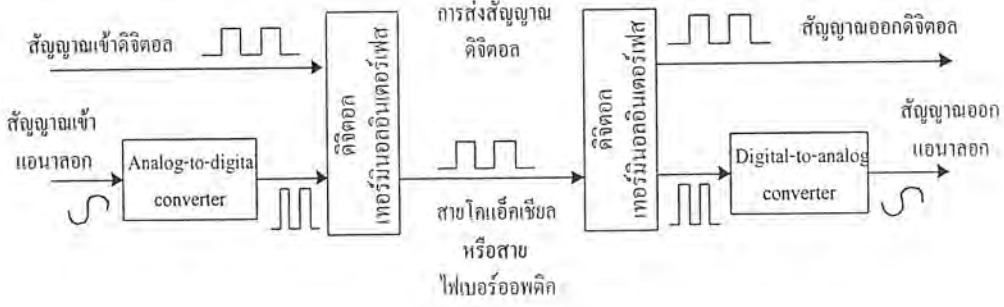 สัญญาณเข้าดิจิตอล
สัญญาณเข้า
แอนาลอก
Analog-to-digita
converter
ดิจิตอล
เทอร์มินอลอินเตอร์เฟส
การส่งสัญญาณ
ดิจิตอล
สายโคแอ็คเชียล
หรือสาย
ไฟเบอร์ออพติก
ดิจิตอล
เทอร์มินอลอินเตอร์เฟส
สัญญาณออกดิจิตอล
สัญญาณออก
แอนาลอก
Digital-to-analog
converter